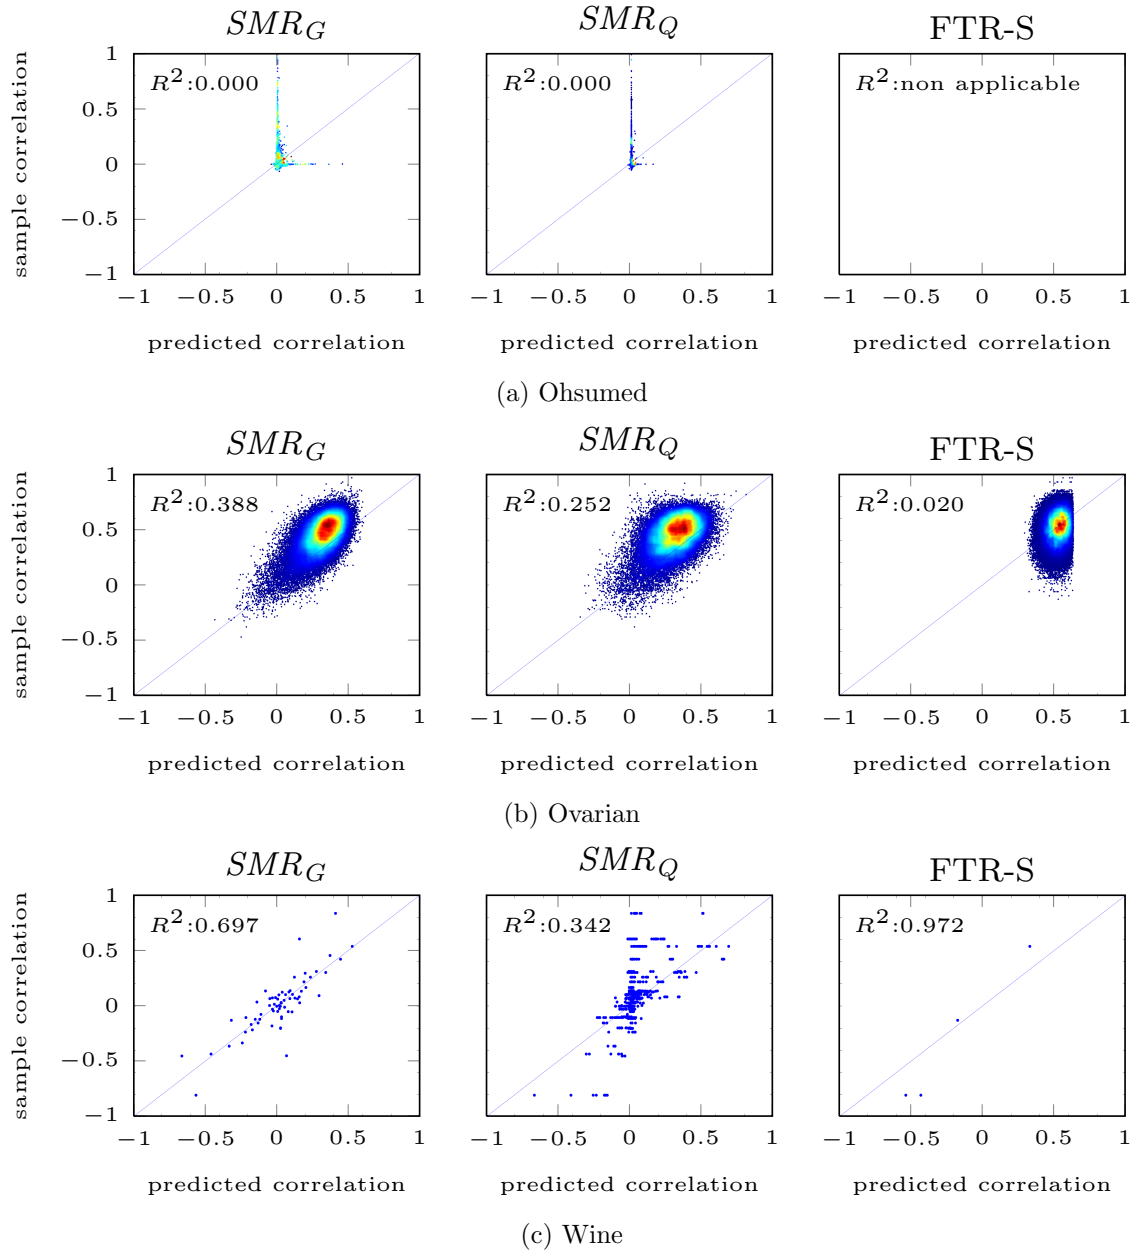 SMR_G SMR_Q FTR-S
1
0.5
0
−0.5
−1
sample correlation
R²:0.000 R²:0.000 R²:non applicable
−1 −0.5 0 0.5 1 −1 −0.5 0 0.5 1 −1 −0.5 0 0.5 1
predicted correlation predicted correlation predicted correlation
(a) Ohsumed
SMR_G SMR_Q FTR-S
1
0.5
0
−0.5
−1
sample correlation
R²:0.388 R²:0.252 R²:0.020
−1 −0.5 0 0.5 1 −1 −0.5 0 0.5 1 −1 −0.5 0 0.5 1
predicted correlation predicted correlation predicted correlation
(b) Ovarian
SMR_G SMR_Q FTR-S
1
0.5
0
−0.5
−1
sample correlation
R²:0.697 R²:0.342 R²:0.972
−1 −0.5 0 0.5 1 −1 −0.5 0 0.5 1 −1 −0.5 0 0.5 1
predicted correlation predicted correlation predicted correlation
(c) Wine